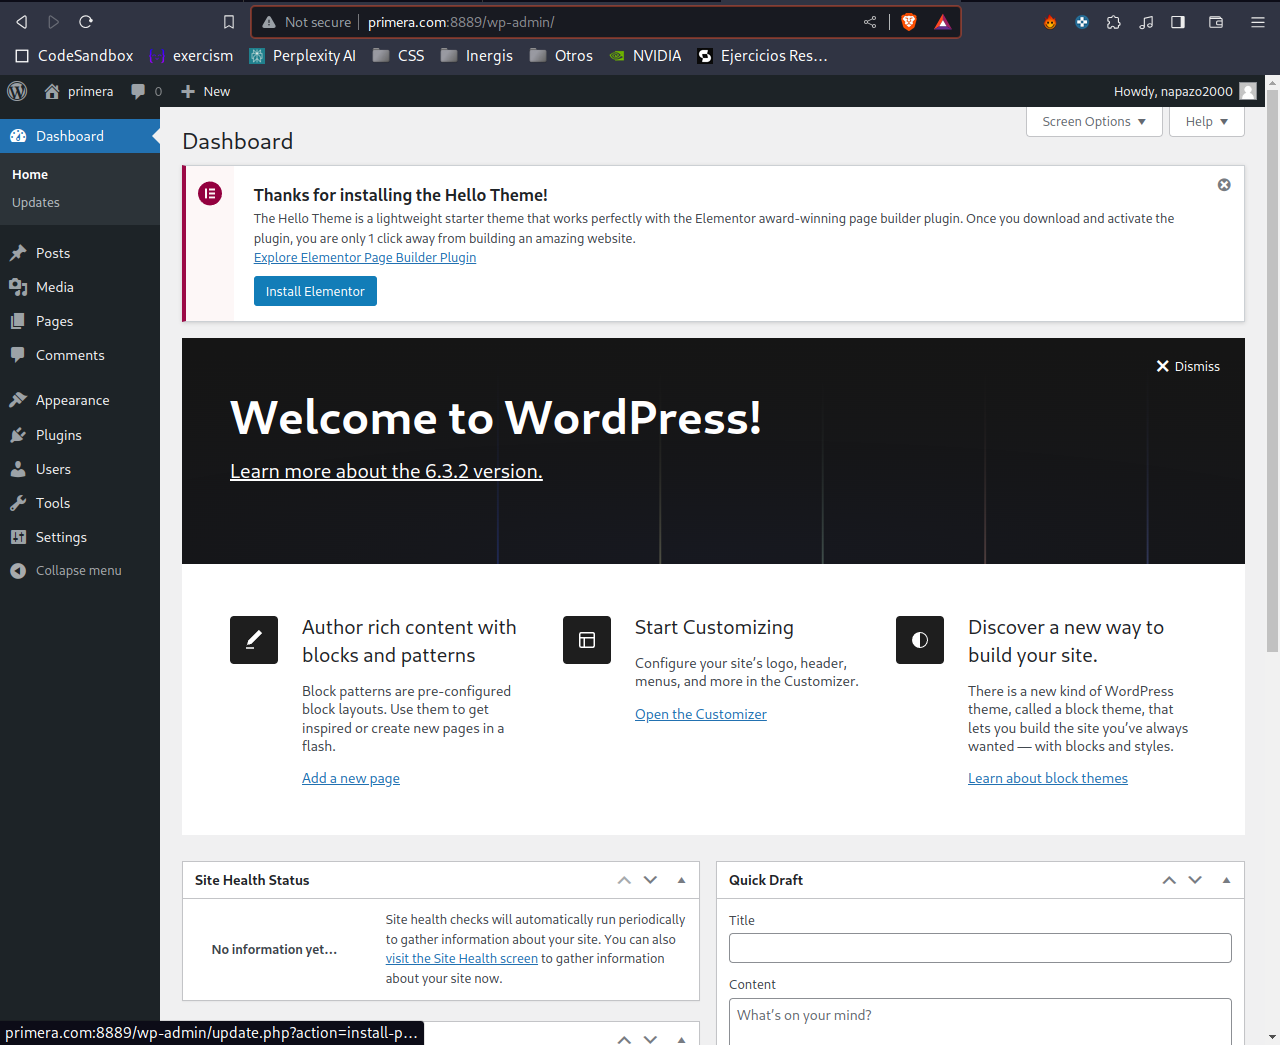 Not secure primera.com:8889/wp-admin/
CodeSandbox exercism Perplexity AI CSS Inergis Otros NVIDIA Ejercicios Res...
primera 0 New Howdy, napazo2000
Dashboard
Home
Updates
Posts
Media
Pages
Comments
Appearance
Plugins
Users
Tools
Settings
Collapse menu
Screen Options Help
Dashboard
Thanks for installing the Hello Theme!
The Hello Theme is a lightweight starter theme that works perfectly with the Elementor award-winning page builder plugin. Once you download and activate the
plugin, you are only 1 click away from building an amazing website.
Explore Elementor Page Builder Plugin
Install Elementor
Dismiss
Welcome to WordPress!
Learn more about the 6.3.2 version.
Author rich content with
blocks and patterns
Block patterns are pre-configured
block layouts. Use them to get
inspired or create new pages in a
flash.
Add a new page
Start Customizing
Configure your site’s logo, header,
menus, and more in the Customizer.
Open the Customizer
Discover a new way to
build your site.
There is a new kind of WordPress
theme, called a block theme, that
lets you build the site you’ve always
wanted — with blocks and styles.
Learn about block themes
Site Health Status
No information yet…
Site health checks will automatically run periodically
to gather information about your site. You can also
visit the Site Health screen to gather information
about your site now.
Quick Draft
Title
Content
What’s on your mind?
primera.com:8889/wp-admin/update.php?action=install-p...